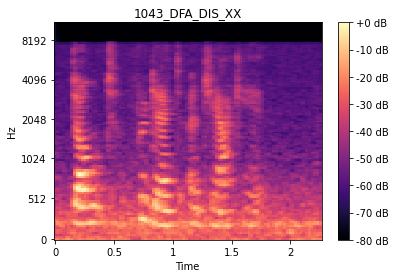 1043_DFA_DIS_XX
8192
4096
2048
1024
512
0
Hz
0
0.5
1
1.5
2
Time
+0 dB
-10 dB
-20 dB
-30 dB
-40 dB
-50 dB
-60 dB
-70 dB
-80 dB